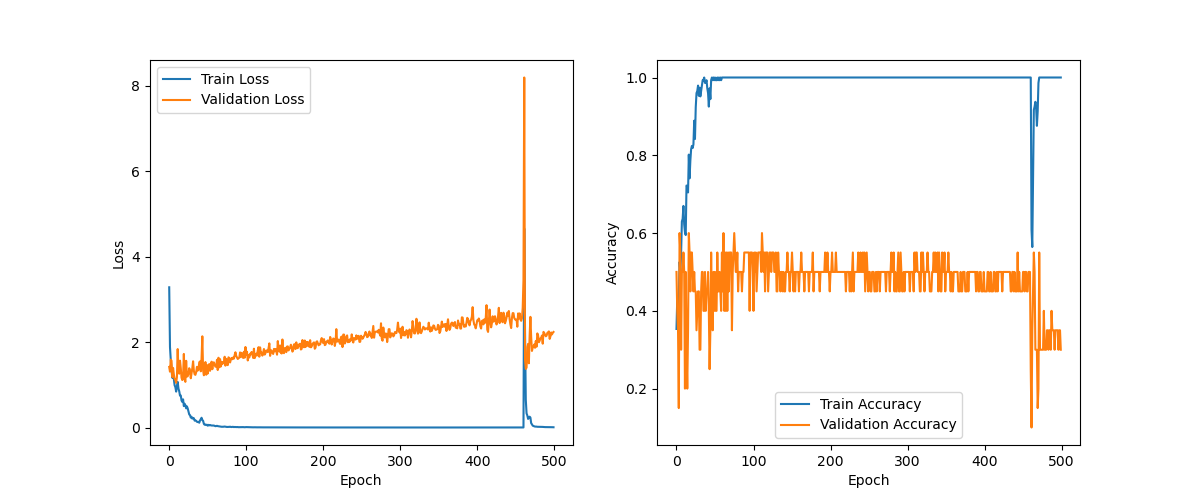 Train Loss
Validation Loss
8
6
4
2
0
0 100 200 300 400 500
Epoch
Loss
1.0
0.8
0.6
0.4
0.2
Train Accuracy
Validation Accuracy
0 100 200 300 400 500
Epoch
Accuracy